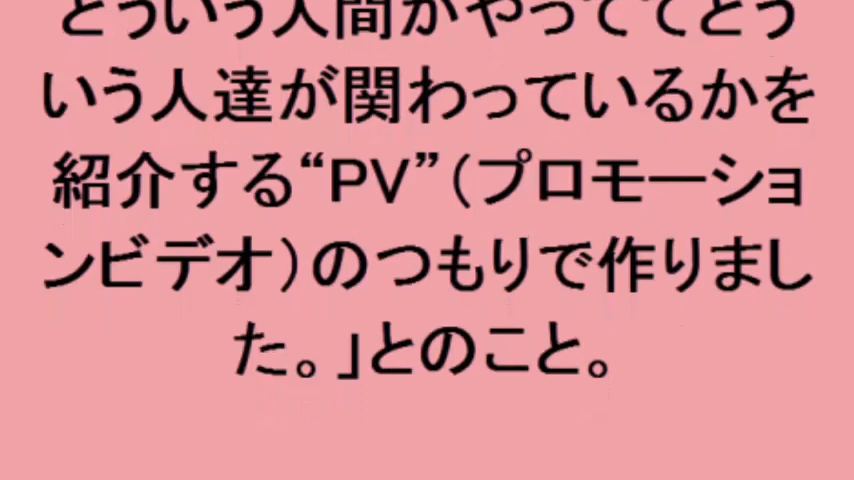 どういう人間がやっててどう
いう人達が関わっているかを
紹介する“PV”（プロモーショ
ンビデオ）のつもりで作りまし
た。」とのこと。